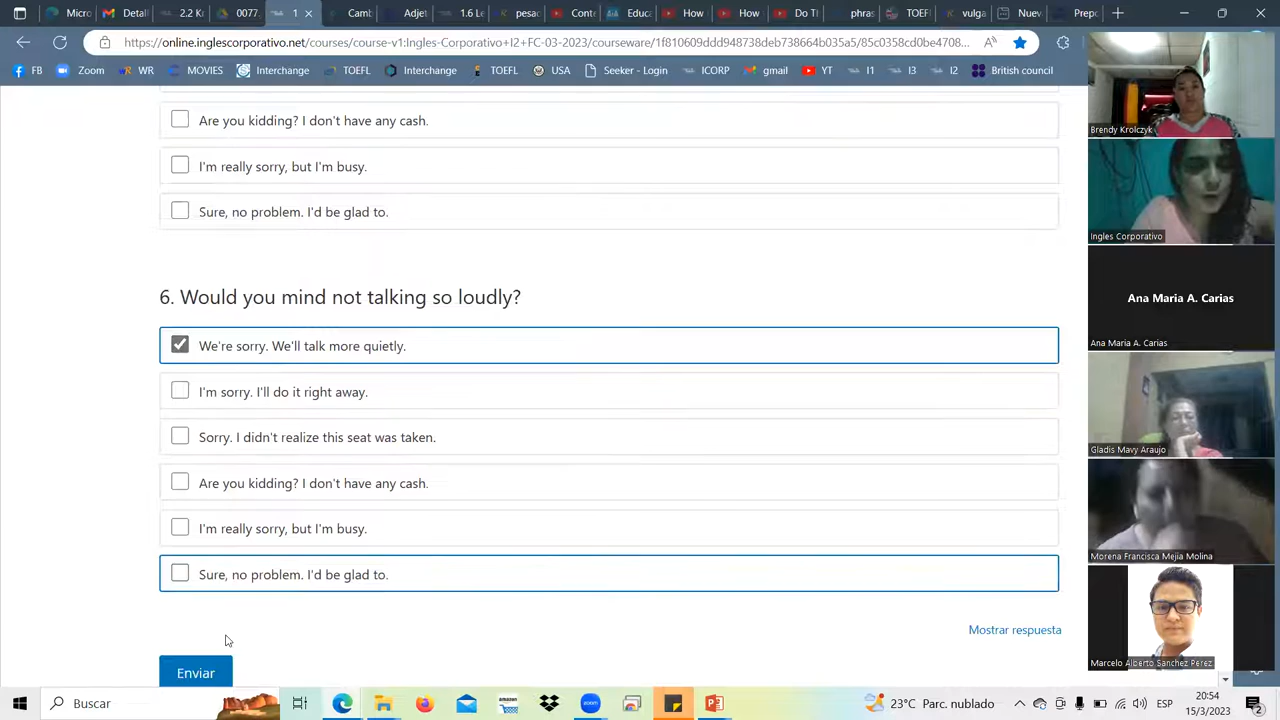 Micro
Detall
2.2 Kr
0077
1
Caml
Adjet
1.6 Le
pesac
Cont
Educ
How
How
Do Ti
phras
TOEFl
vulga
Nuev
Prepc
https://online.inglescorporativo.net/courses/course-v1:Ingles-Corporativo+I2+FC-03-2023/courseware/1f810609ddd948738deb738664b035a5/85c0358cd0be4708...
FB
Zoom
WR
MOVIES
Interchange
TOEFL
Interchange
TOEFL
USA
Seeker - Login
ICORP
gmail
YT
I1
I3
I2
British council
Are you kidding? I don't have any cash.
I'm really sorry, but I'm busy.
Sure, no problem. I'd be glad to.
6. Would you mind not talking so loudly?
We're sorry. We'll talk more quietly.
I'm sorry. I'll do it right away.
Sorry. I didn't realize this seat was taken.
Are you kidding? I don't have any cash.
I'm really sorry, but I'm busy.
Sure, no problem. I'd be glad to.
Mostrar respuesta
Enviar
Brendy Krolczyk
Ingles Corporativo
Ana Maria A. Carias
Ana Maria A. Carias
Gladis Mavy Araujo
Morena Francisca Mejia Molina
Marcelo Alberto Sanchez Perez
Buscar
amazon
zoom
23°C Parc. nublado
ESP
20:54
15/3/2023
2